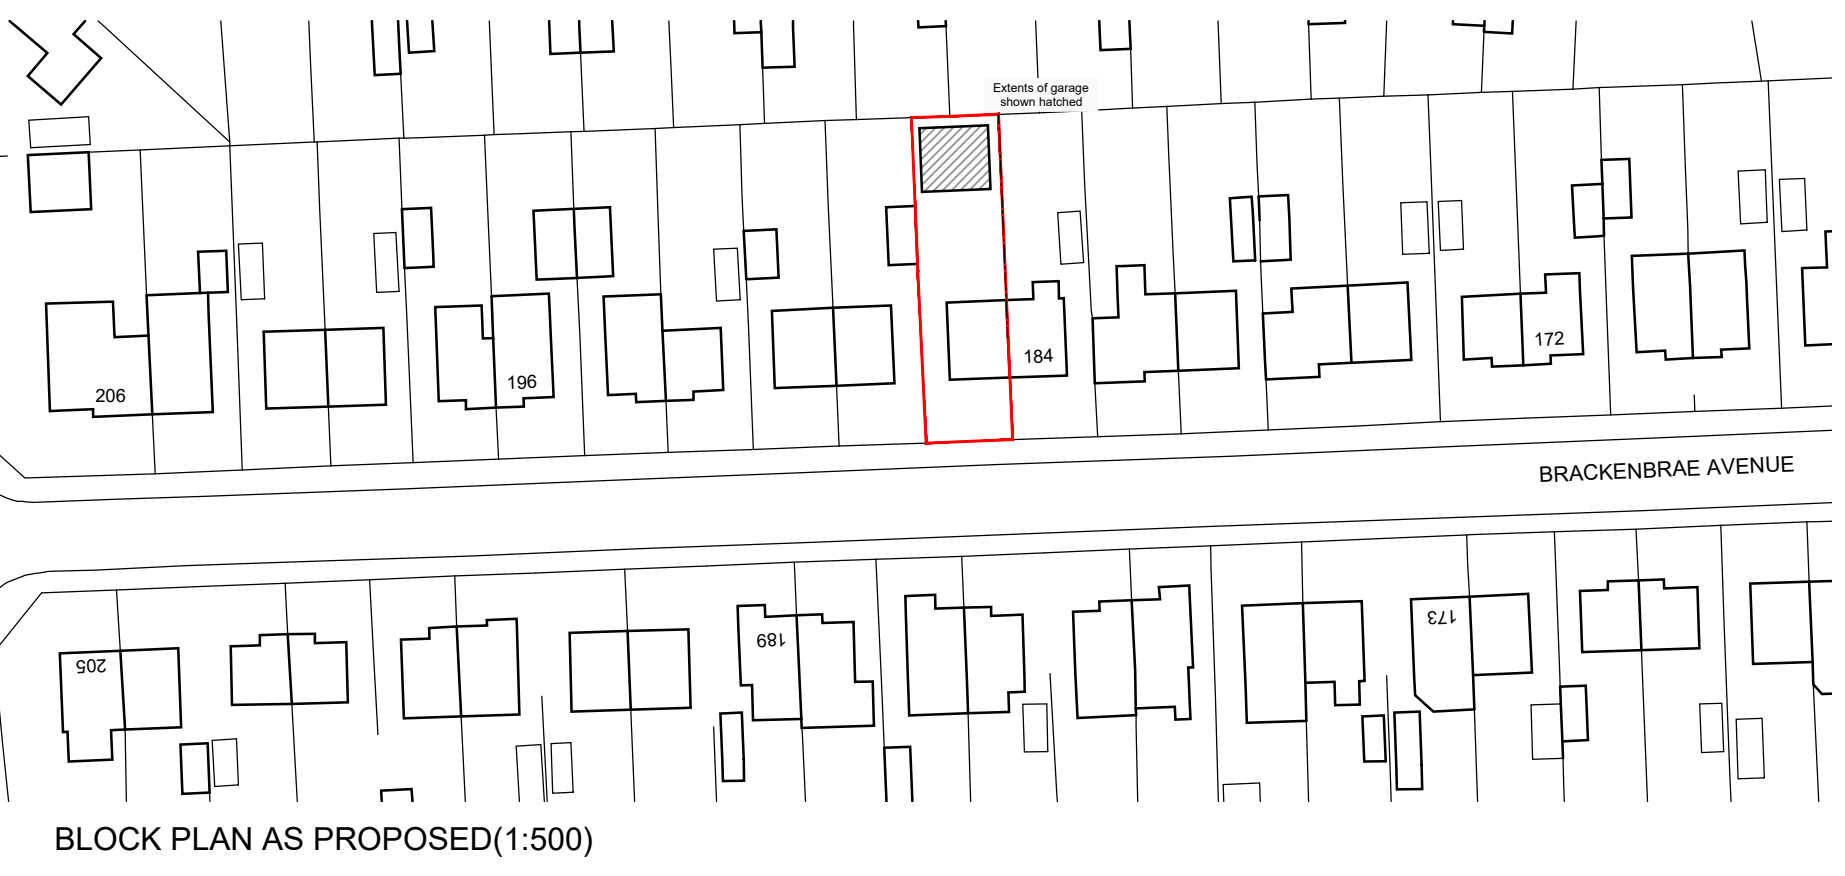 Extents of garage
shown hatched
206
196
184
172
BRACKENBRAE AVENUE
205
189
173
BLOCK PLAN AS PROPOSED(1:500)